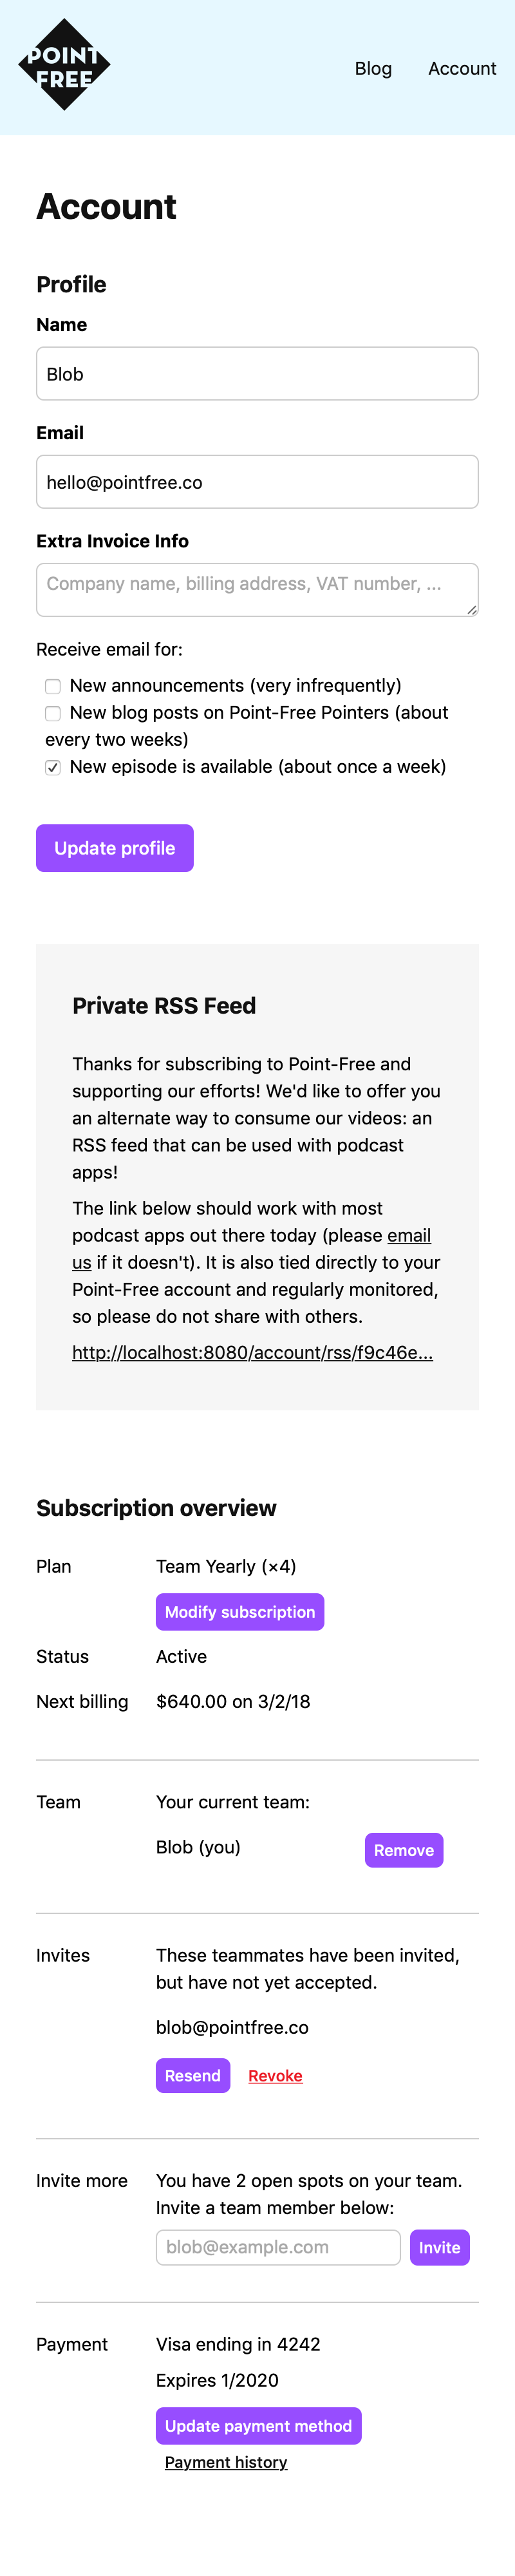 POINT
FREE
Blog Account
Account
Profile
Name
Blob
Email
hello@pointfree.co
Extra Invoice Info
Company name, billing address, VAT number, ...
Receive email for:
New announcements (very infrequently)
New blog posts on Point-Free Pointers (about
every two weeks)
New episode is available (about once a week)
Update profile
Private RSS Feed
Thanks for subscribing to Point-Free and
supporting our efforts! We'd like to offer you
an alternate way to consume our videos: an
RSS feed that can be used with podcast
apps!
The link below should work with most
podcast apps out there today (please email
us if it doesn't). It is also tied directly to your
Point-Free account and regularly monitored,
so please do not share with others.
http://localhost:8080/account/rss/f9c46e...
Subscription overview
Plan Team Yearly (×4)
Modify subscription
Status Active
Next billing $640.00 on 3/2/18
Team Your current team:
Blob (you) Remove
Invites These teammates have been invited,
but have not yet accepted.
blob@pointfree.co
Resend Revoke
Invite more You have 2 open spots on your team.
Invite a team member below:
blob@example.com Invite
Payment Visa ending in 4242
Expires 1/2020
Update payment method
Payment history